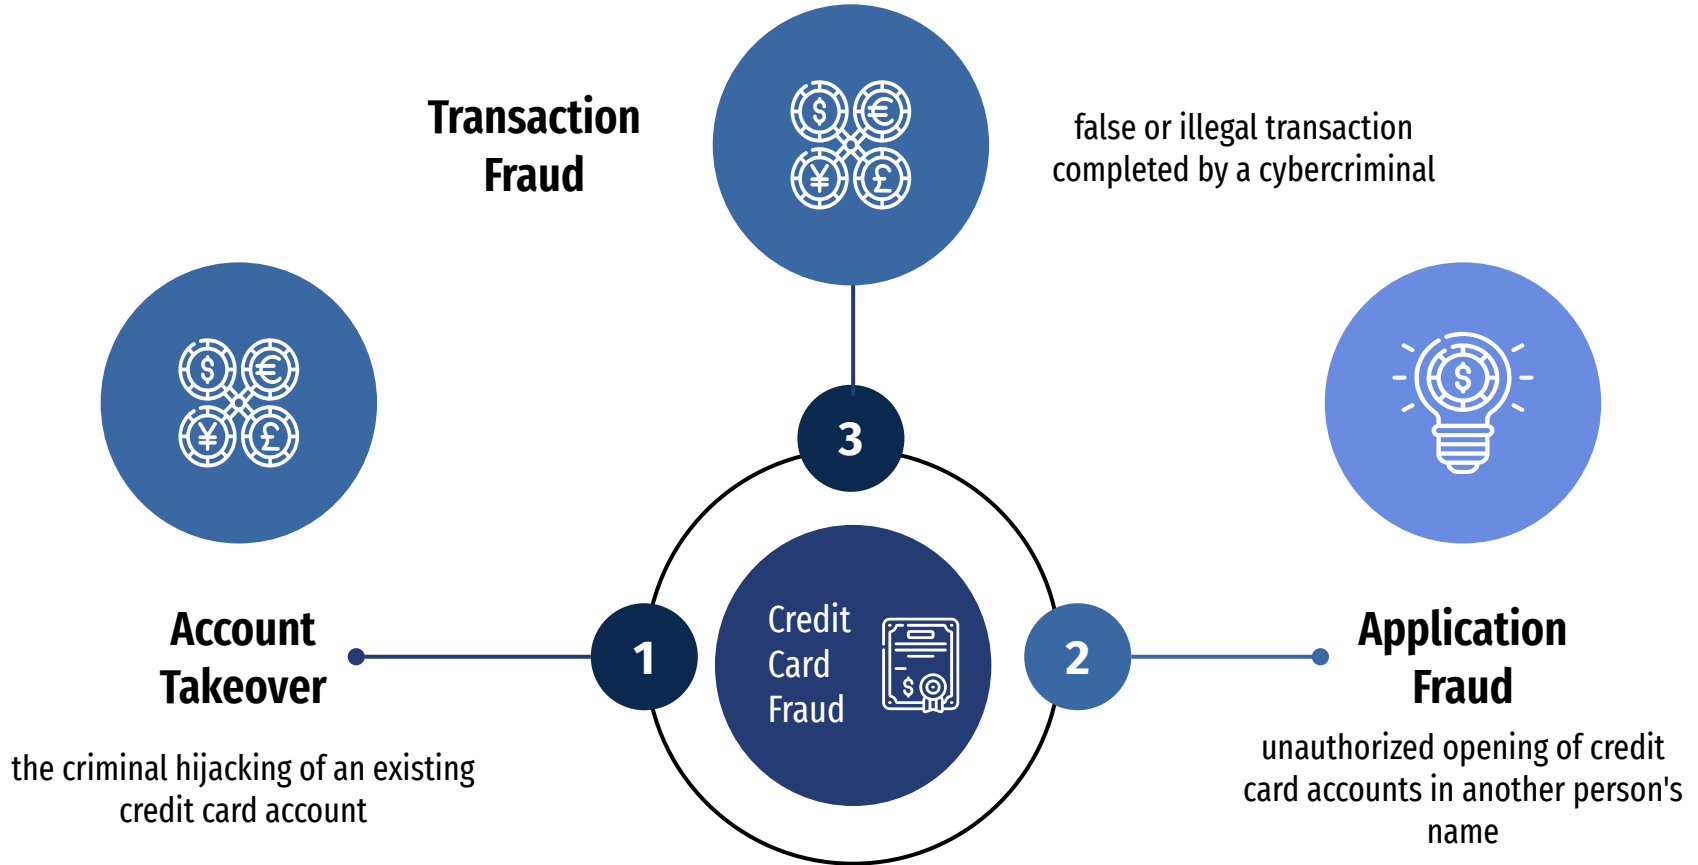 Transaction
Fraud
$
€
¥
£
false or illegal transaction
completed by a cybercriminal
$
€
¥
£
$
3
Account
Takeover
1
Credit
Card
Fraud
$
2
Application
Fraud
the criminal hijacking of an existing
credit card account
unauthorized opening of credit
card accounts in another person's
name